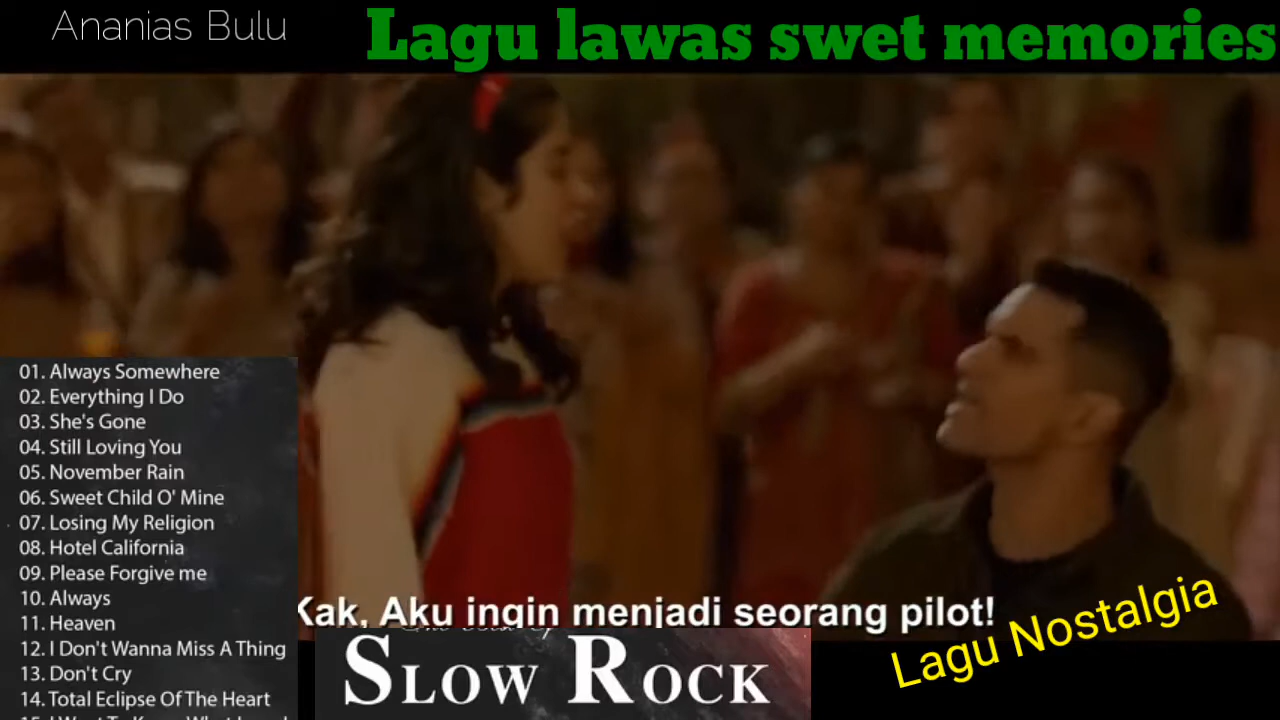 Ananias Bulu
Lagu lawas swet memories
01. Always Somewhere
02. Everything I Do
03. She's Gone
04. Still Loving You
05. November Rain
06. Sweet Child O' Mine
07. Losing My Religion
08. Hotel California
09. Please Forgive me
10. Always
11. Heaven
12. I Don't Wanna Miss A Thing
13. Don't Cry
14. Total Eclipse Of The Heart
Kak, Aku ingin menjadi seorang pilot!
SLOW ROCK
Lagu Nostalgia